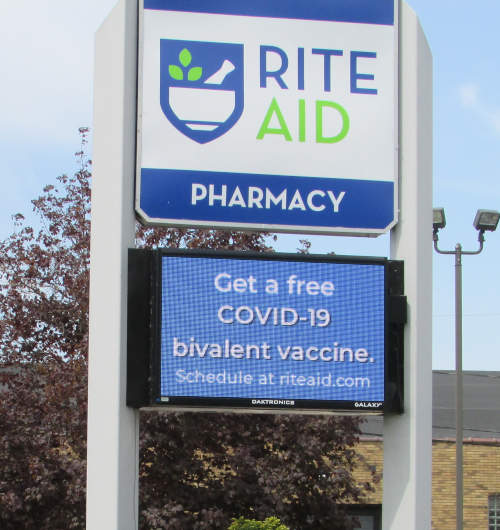 RITE
AID
PHARMACY
Get a free
COVID-19
bivalent vaccine.
Schedule at riteaid.com
DAKTRONICS GALAXY